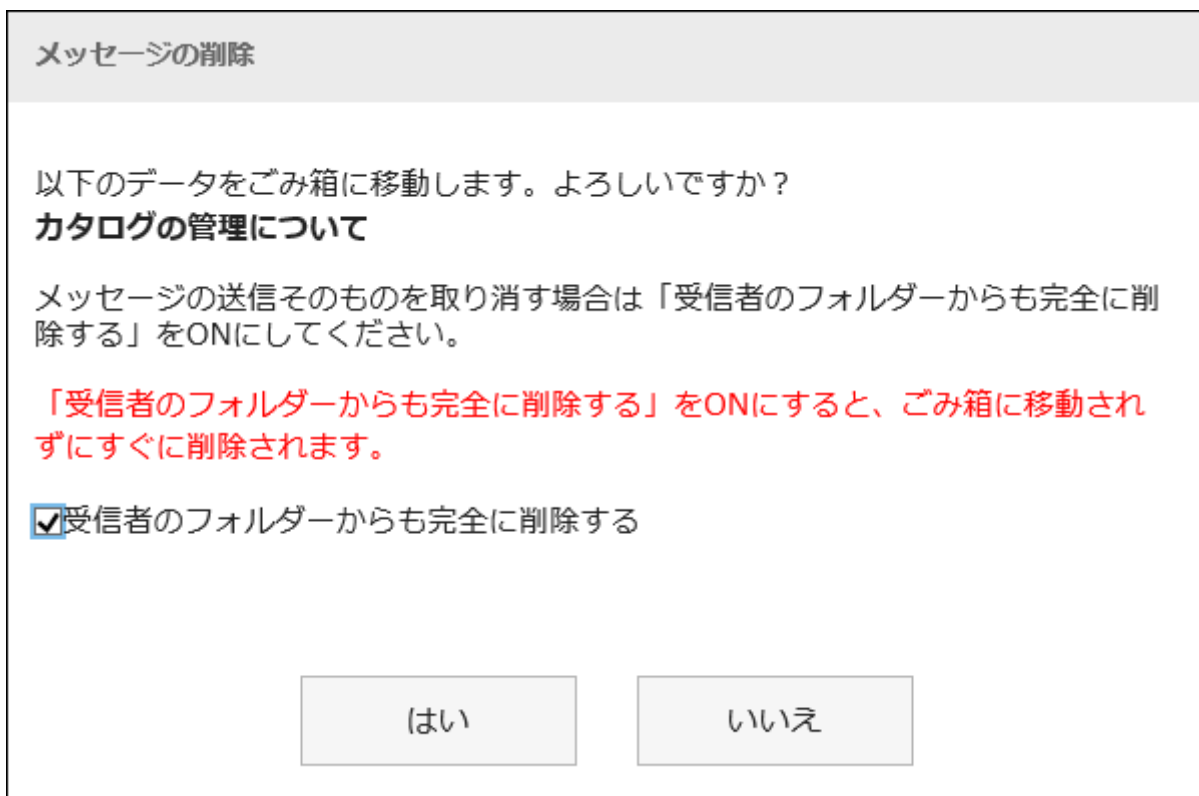 メッセージの削除
以下のデータをごみ箱に移動します。よろしいですか？
カタログの管理について
メッセージの送信そのものを取り消す場合は「受信者のフォルダーからも完全に削
除する」をONにしてください。
「受信者のフォルダーからも完全に削除する」をONにすると、ごみ箱に移動され
ずにすぐに削除されます。
受信者のフォルダーからも完全に削除する
はい
いいえ